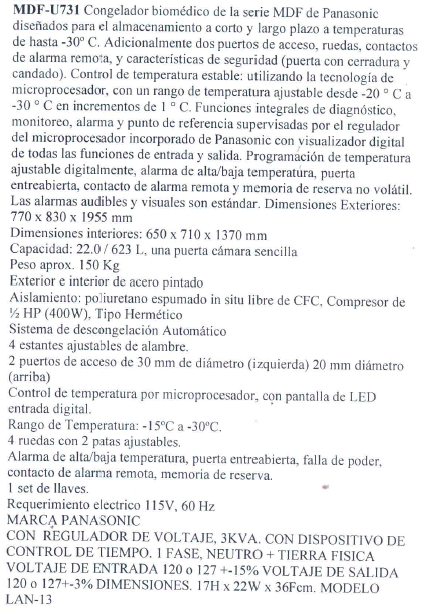 MDF-U731 Congelador biomédico de la serie MDF de Panasonic
diseñados para el almacenamiento a corto y largo plazo a temperaturas
de hasta -30° C. Adicionalmente dos puertos de acceso, ruedas, contactos
de alarma remota, y características de seguridad (puerta con cerradura y
candado). Control de temperatura estable: utilizando la tecnología de
microprocesador, con un rango de temperatura ajustable desde -20 ° C a
-30 ° C en incrementos de 1 ° C. Funciones integrales de diagnóstico,
monitoreo, alarma y punto de referencia supervisadas por el regulador
del microprocesador incorporado de Panasonic con visualizador digital
de todas las funciones de entrada y salida. Programación de temperatura
ajustable digitalmente, alarma de alta/baja temperatura, puerta
entreabierta, contacto de alarma remota y memoria de reserva no volátil.
Las alarmas audibles y visuales son estándar. Dimensiones Exteriores:
770 x 830 x 1955 mm
Dimensiones interiores: 650 x 710 x 1370 mm
Capacidad: 22.0 / 623 L, una puerta cámara sencilla
Peso aprox. 150 Kg
Exterior e interior de acero pintado
Aislamiento: poliuretano espumado in situ libre de CFC, Compresor de
½ HP (400W), Tipo Hermético
Sistema de descongelación Automático
4 estantes ajustables de alambre.
2 puertos de acceso de 30 mm de diámetro (izquierda) 20 mm diámetro
(arriba)
Control de temperatura por microprocesador, con pantalla de LED
entrada digital.
Rango de Temperatura: -15ºC a -30ºC.
4 ruedas con 2 patas ajustables.
Alarma de alta/baja temperatura, puerta entreabierta, falla de poder,
contacto de alarma remota, memoria de reserva.
1 set de llaves.
Requerimiento electrico 115V, 60 Hz
MARCA PANASONIC
CON REGULADOR DE VOLTAJE, 3KVA. CON DISPOSITIVO DE
CONTROL DE TIEMPO. 1 FASE, NEUTRO + TIERRA FISICA
VOLTAJE DE ENTRADA 120 o 127 +-15% VOLTAJE DE SALIDA
120 o 127+-3% DIMENSIONES. 17H x 22W x 36Fcm. MODELO
LAN-13